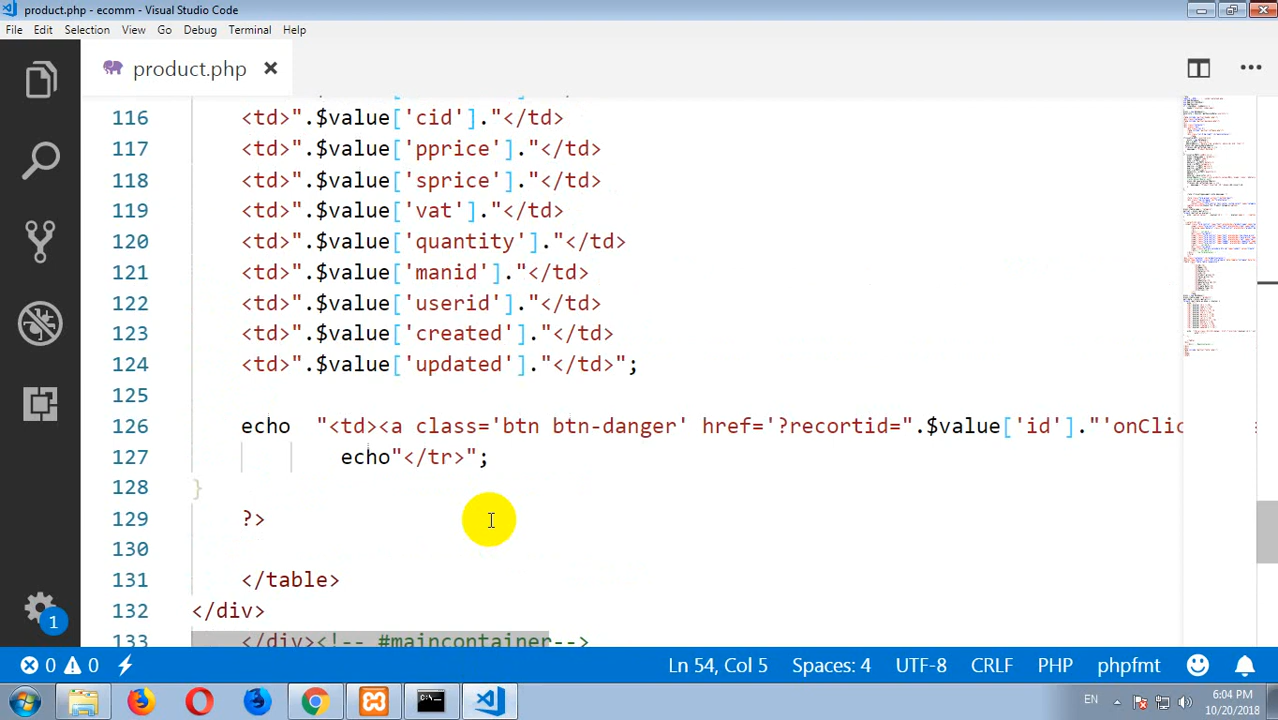 product.php - ecomm - Visual Studio Code
File Edit Selection View Go Debug Terminal Help
product.php
116 <td>".$value['cid']."</td>
117 <td>".$value['pprice']."</td>
118 <td>".$value['sprice']."</td>
119 <td>".$value['vat']."</td>
120 <td>".$value['quantity ']."</td>
121 <td>".$value['manid']."</td>
122 <td>".$value['userid']."</td>
123 <td>".$value['created']."</td>
124 <td>".$value['updated']."</td>";
125
126 echo "<td><a class='btn btn-danger' href='?recortid=".$value['id']."'onClic
127 echo"</tr>";
128 }
129 ?>
130
131 </table>
132 </div>
133 </div><!-- #maincontainer-->
1 0 0 Ln 54, Col 5 Spaces: 4 UTF-8 CRLF PHP phpfmt
EN 6:04 PM
10/20/2018